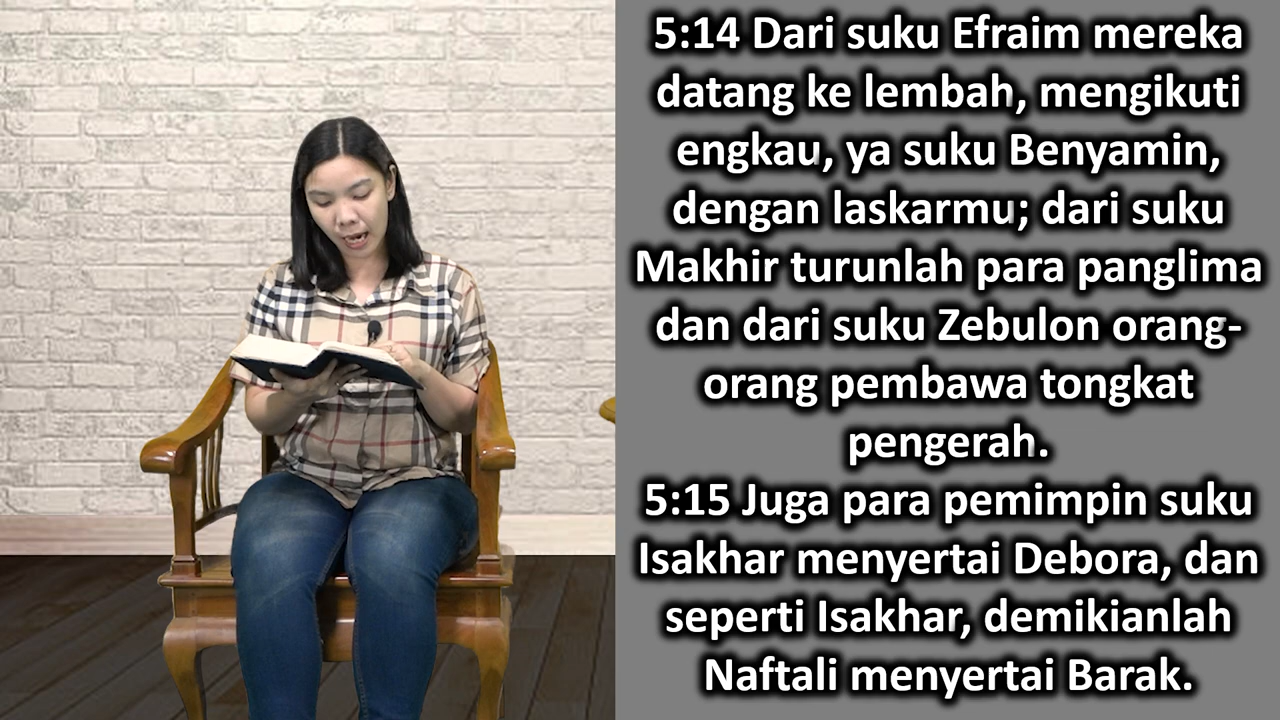 5:14 Dari suku Efraim mereka
datang ke lembah, mengikuti
engkau, ya suku Benyamin,
dengan laskarmu; dari suku
Makhir turunlah para panglima
dan dari suku Zebulon orang-
orang pembawa tongkat
pengerah.
5:15 Juga para pemimpin suku
Isakhar menyertai Debora, dan
seperti Isakhar, demikianlah
Naftali menyertai Barak.